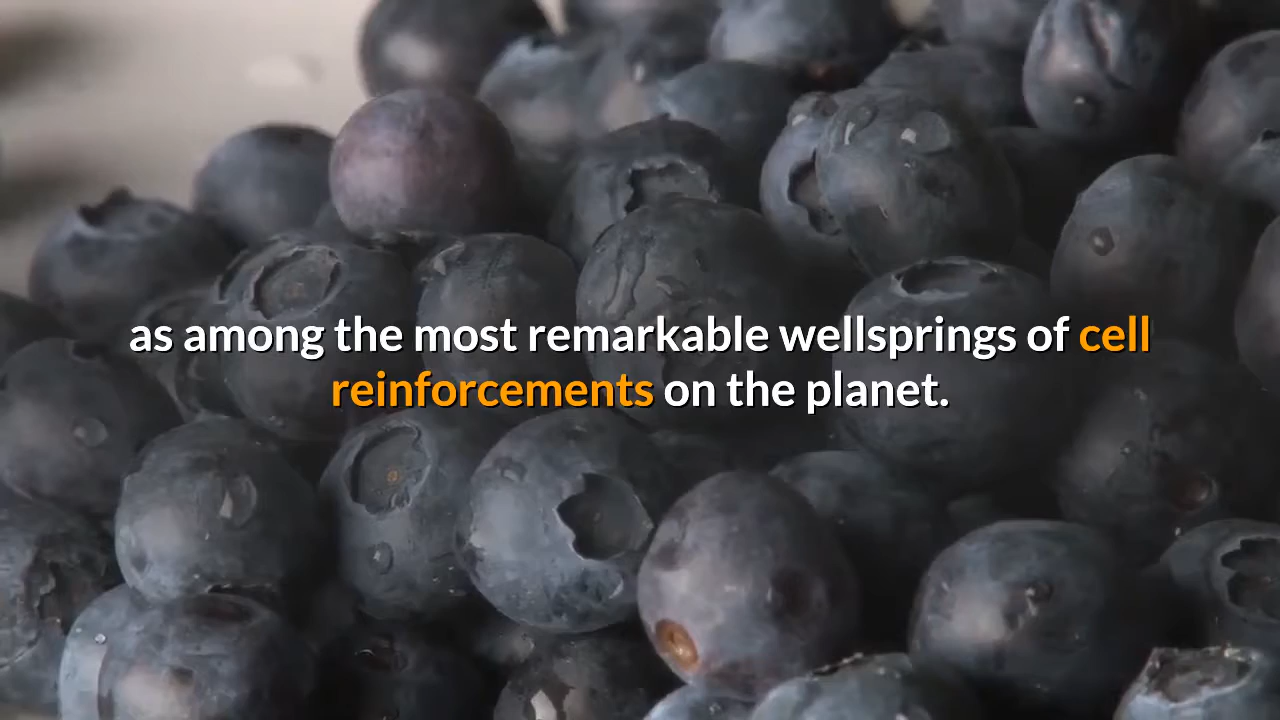 as among the most remarkable wellsprings of cell
reinforcements on the planet.